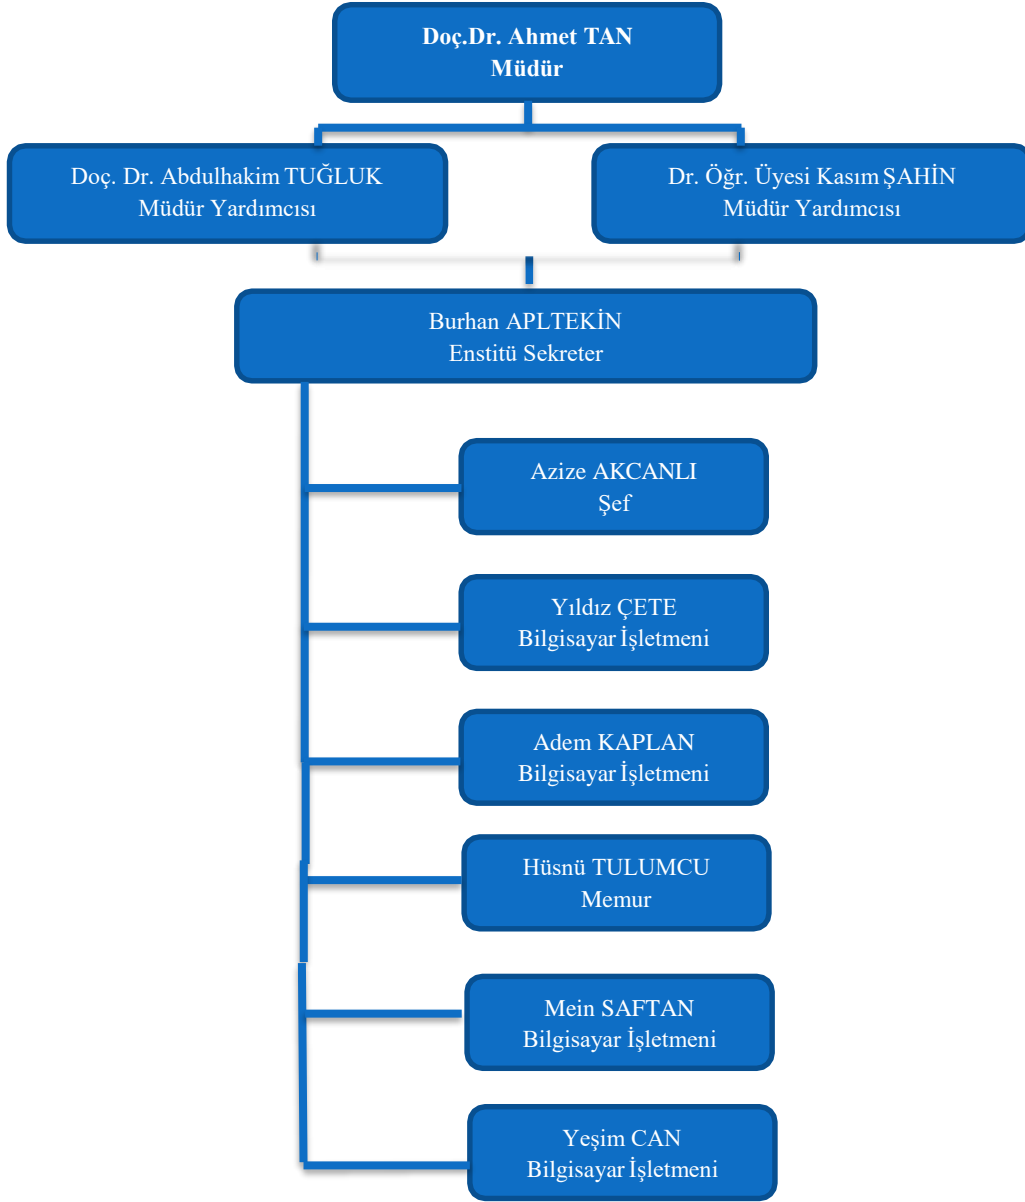 Doç.Dr. Ahmet TAN
Müdür
Doç. Dr. Abdulhakim TUĞLUK
Müdür Yardımcısı
Dr. Öğr. Üyesi Kasım ŞAHİN
Müdür Yardımcısı
Burhan APLTEKİN
Enstitü Sekreter
Azize AKCANLI
Şef
Yıldız ÇETE
Bilgisayar İşletmeni
Adem KAPLAN
Bilgisayar İşletmeni
Hüsnü TULUMCU
Memur
Mein SAFTAN
Bilgisayar İşletmeni
Yeşim CAN
Bilgisayar İşletmeni